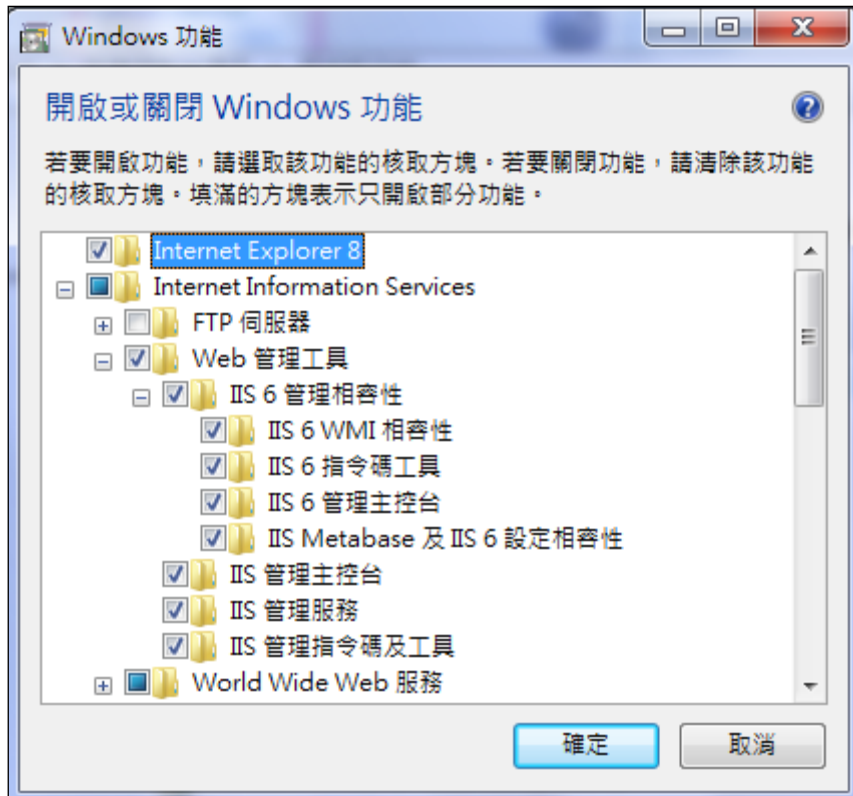 Windows 功能
開啟或關閉 Windows 功能
若要開啟功能，請選取該功能的核取方塊。若要關閉功能，請清除該功能
的核取方塊。填滿的方塊表示只開啟部分功能。
Internet Explorer 8
Internet Information Services
FTP 伺服器
Web 管理工具
IIS 6 管理相容性
IIS 6 WMI 相容性
IIS 6 指令碼工具
IIS 6 管理主控台
IIS Metabase 及 IIS 6 設定相容性
IIS 管理主控台
IIS 管理服務
IIS 管理指令碼及工具
World Wide Web 服務
確定
取消